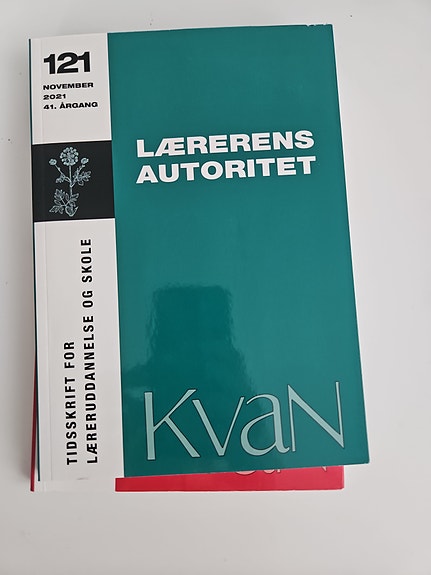 121
NOVEMBER
2021
41. ÅRGANG
LÆRERENS
AUTORITET
TIDSSKRIFT FOR
LÆRERUDDANNELSE OG SKOLE
KvaN